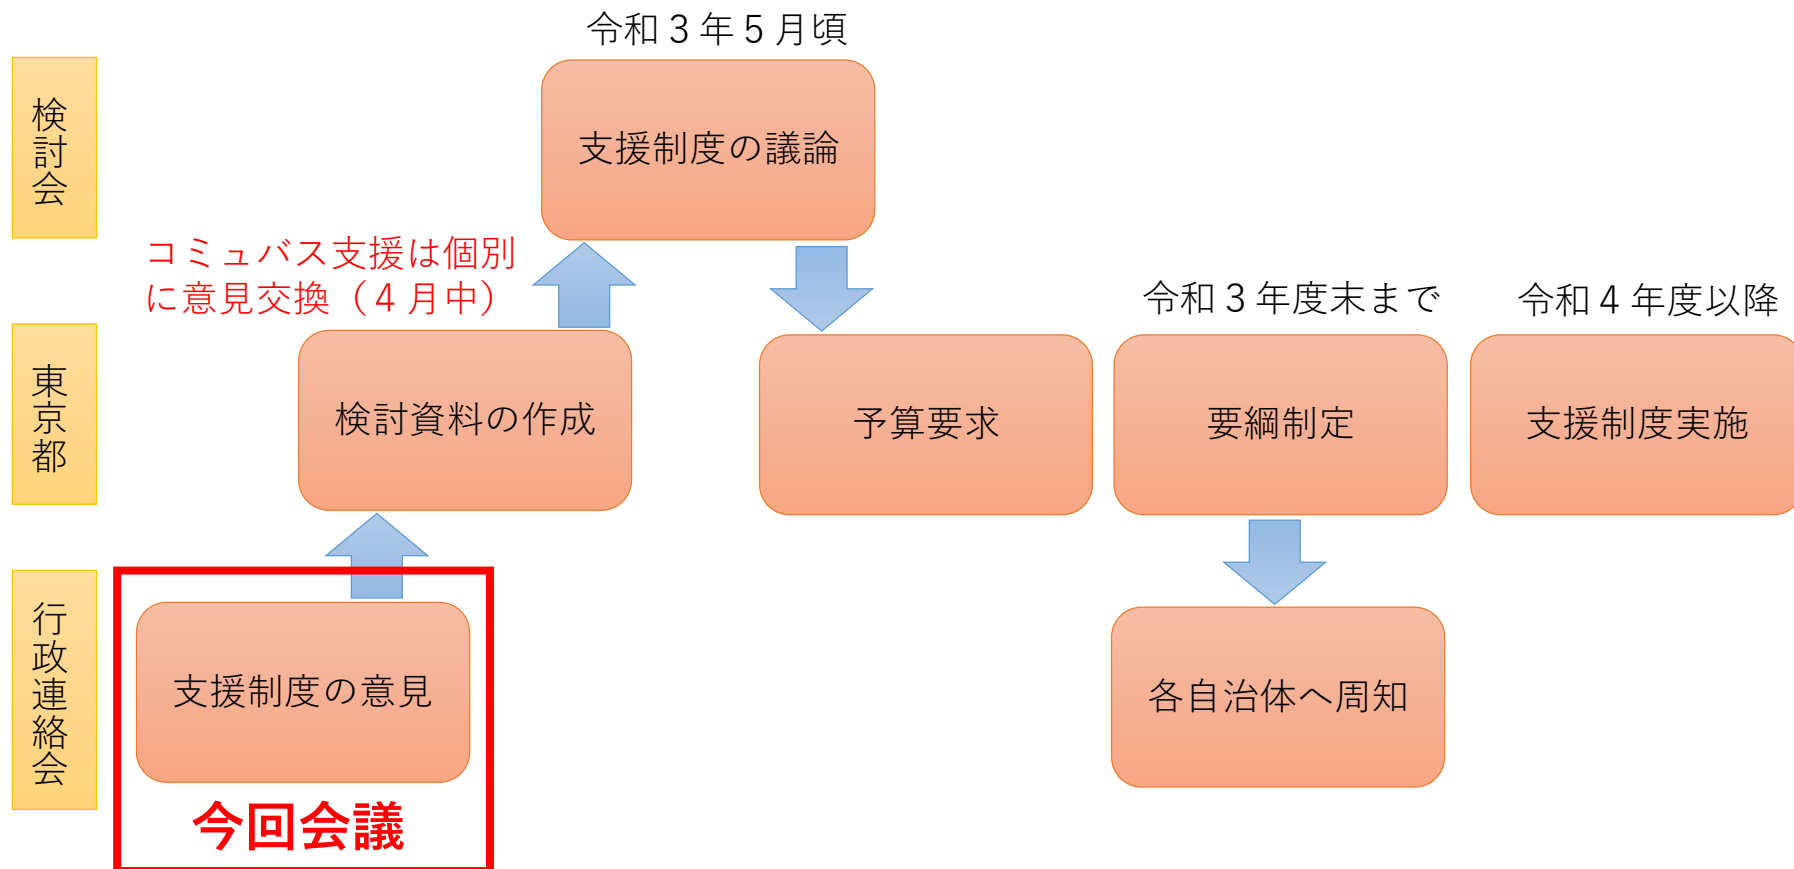 令和３年５月頃
検討会
支援制度の議論
コミュバス支援は個別
に意見交換（４月中）
令和３年度末まで
令和４年度以降
東京都
検討資料の作成
予算要求
要綱制定
支援制度実施
行政連絡会
支援制度の意見
各自治体へ周知
今回会議